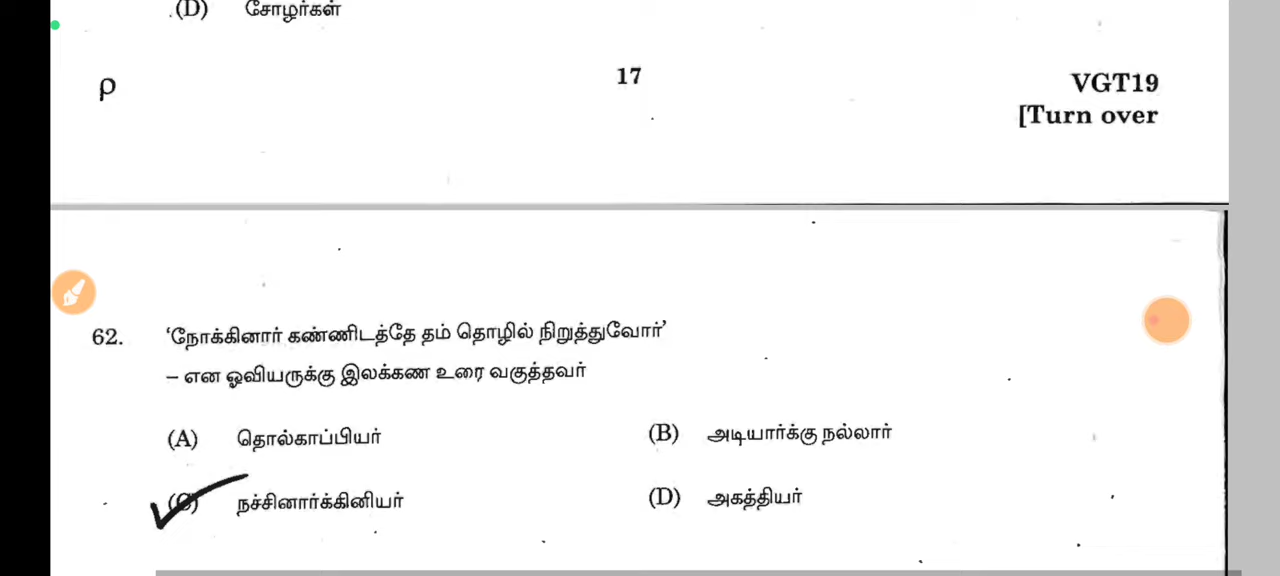 .(D) சோழர்கள்
ρ 17 VGT19
[Turn over
62. ‘நோக்கினார் கண்ணிடத்தே தம் தொழில் நிறுத்துவோர்’
– என ஓவியருக்கு இலக்கண உரை வகுத்தவர்
(A) தொல்காப்பியர் (B) அடியார்க்கு நல்லார்
(C) நச்சினார்க்கினியர் (D) அகத்தியர்